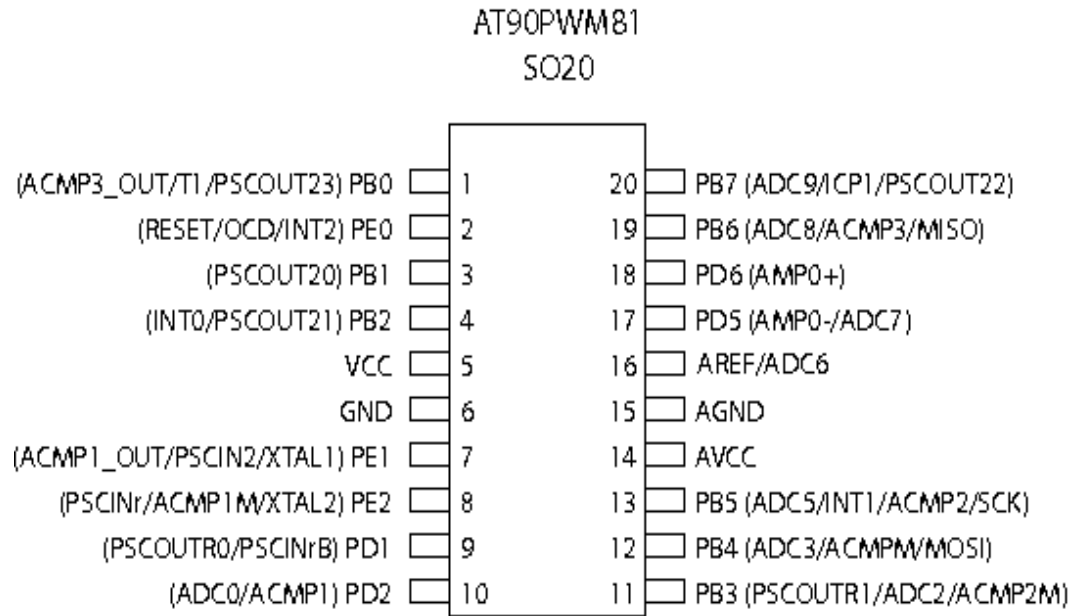 AT90PWM81
SO20
(ACMP3_OUT/T1/PSCOUT23) PB0 1 20 PB7 (ADC9/ICP1/PSCOUT22)
(RESET/OCD/INT2) PE0 2 19 PB6 (ADC8/ACMP3/MISO)
(PSCOUT20) PB1 3 18 PD6 (AMP0+)
(INT0/PSCOUT21) PB2 4 17 PD5 (AMP0-/ADC7)
VCC 5 16 AREF/ADC6
GND 6 15 AGND
(ACMP1_OUT/PSCIN2/XTAL1) PE1 7 14 AVCC
(PSCINr/ACMP1M/XTAL2) PE2 8 13 PB5 (ADC5/INT1/ACMP2/SCK)
(PSCOUTR0/PSCINrB) PD1 9 12 PB4 (ADC3/ACMPM/MOSI)
(ADC0/ACMP1) PD2 10 11 PB3 (PSCOUTR1/ADC2/ACMP2M)